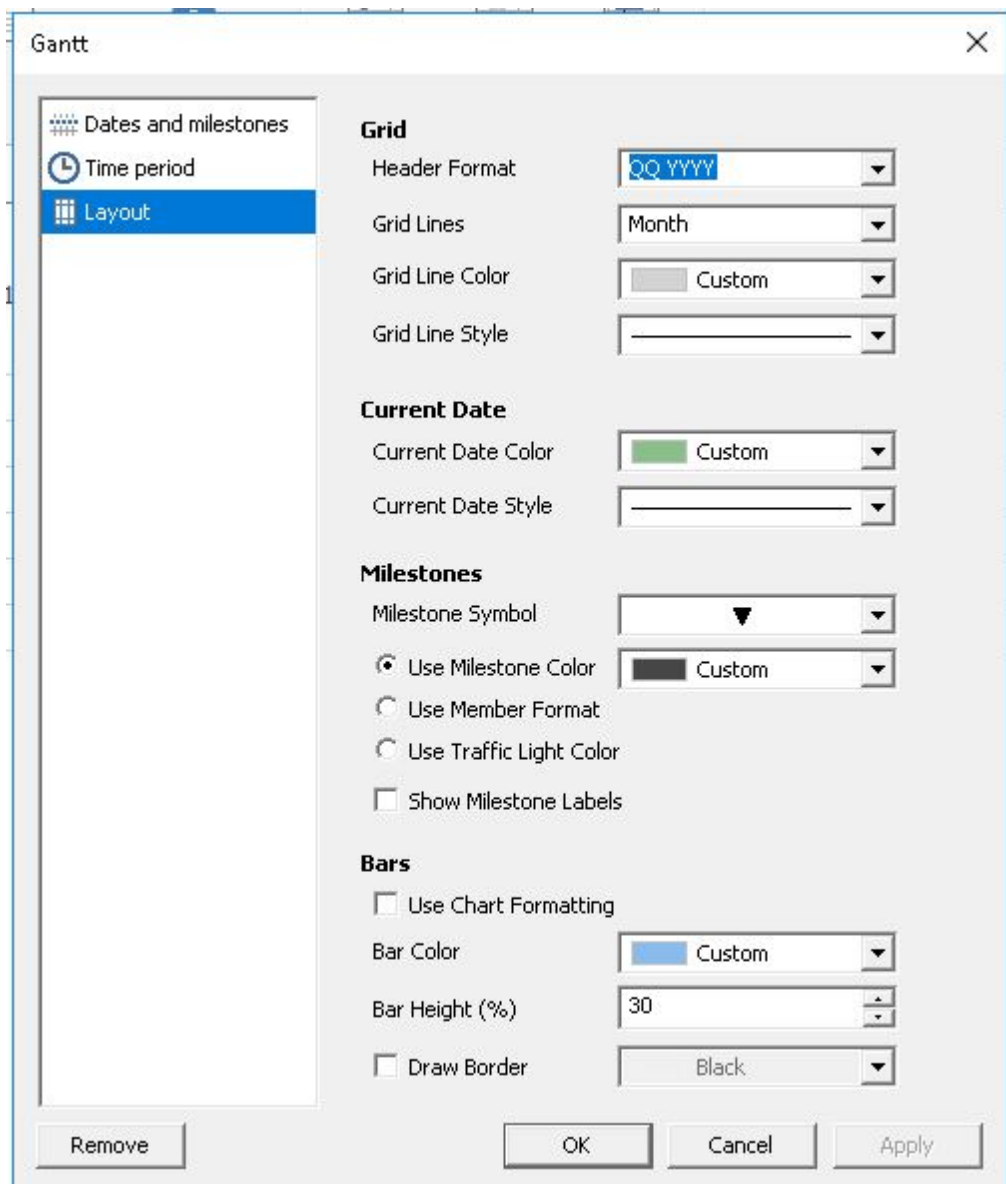 Gantt
Dates and milestones
Time period
Layout
Grid
Header Format QQ YYYY
Grid Lines Month
Grid Line Color Custom
Grid Line Style
Current Date
Current Date Color Custom
Current Date Style
Milestones
Milestone Symbol
Use Milestone Color Custom
Use Member Format
Use Traffic Light Color
Show Milestone Labels
Bars
Use Chart Formatting
Bar Color Custom
Bar Height (%) 30
Draw Border Black
Remove OK Cancel Apply